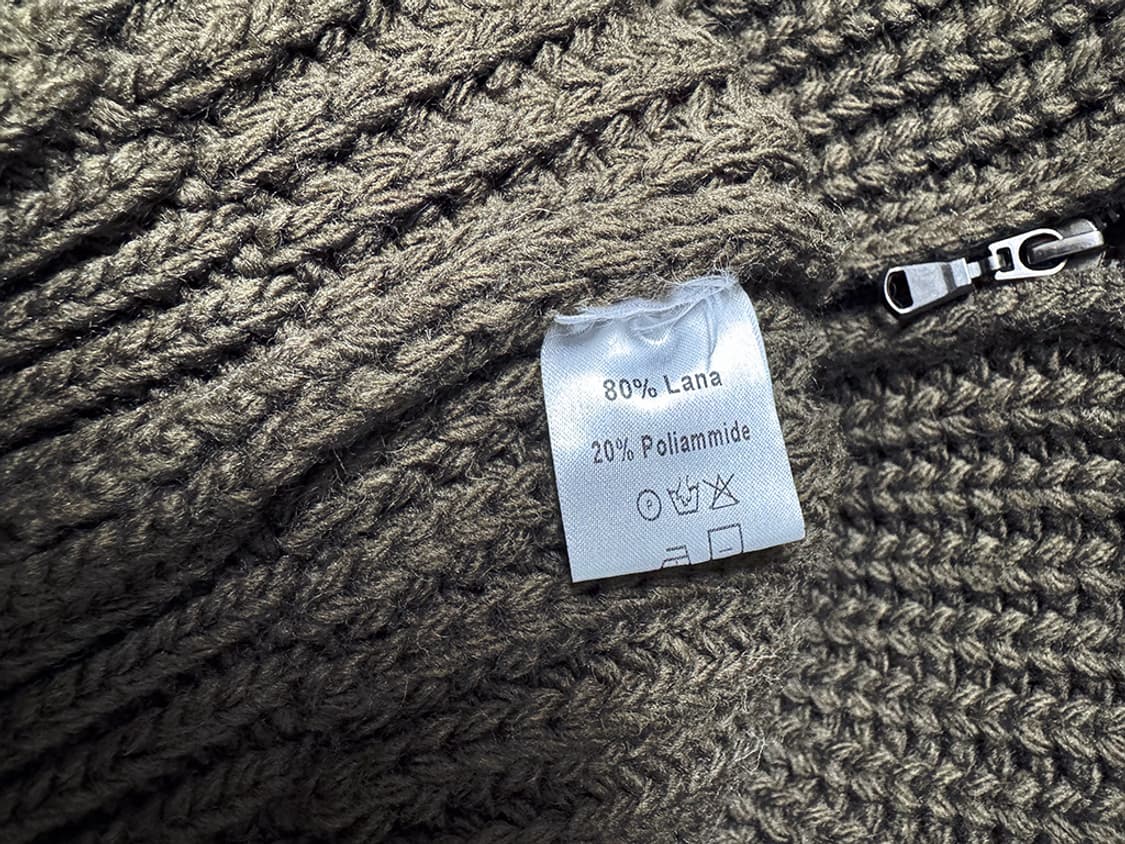 80% Lana
20% Poliammide
P